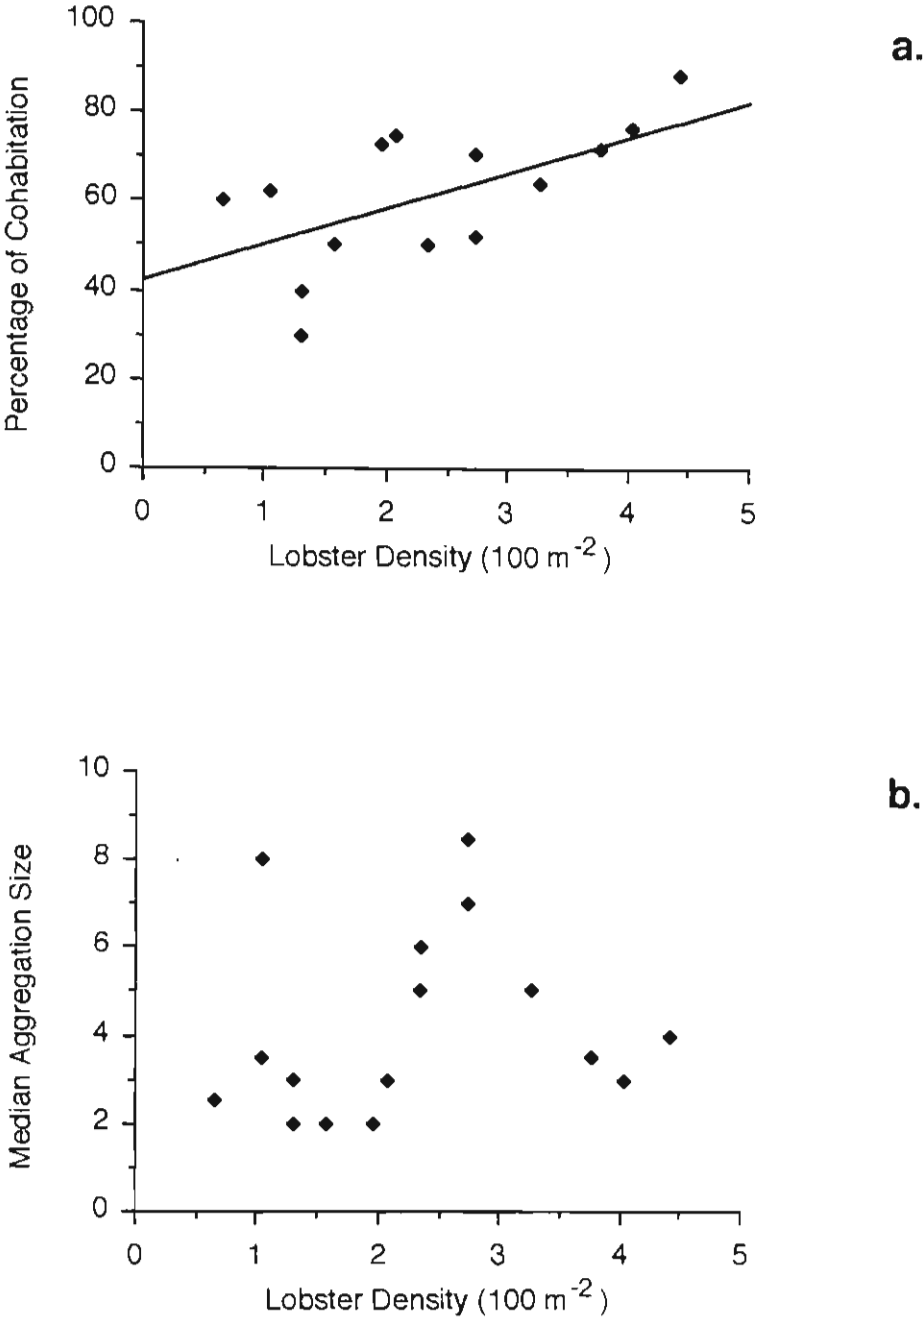 a.
100
80
60
40
20
0
Percentage of Cohabitation
0 1 2 3 4 5
Lobster Density (100 m⁻²)
b.
10
8
6
4
2
0
Median Aggregation Size
0 1 2 3 4 5
Lobster Density (100 m⁻²)